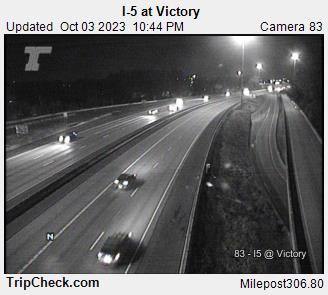 I-5 at Victory
Updated Oct 03 2023 10:44 PM Camera 83
T
N
83 - I5 @ Victory
TripCheck.com Milepost306.80